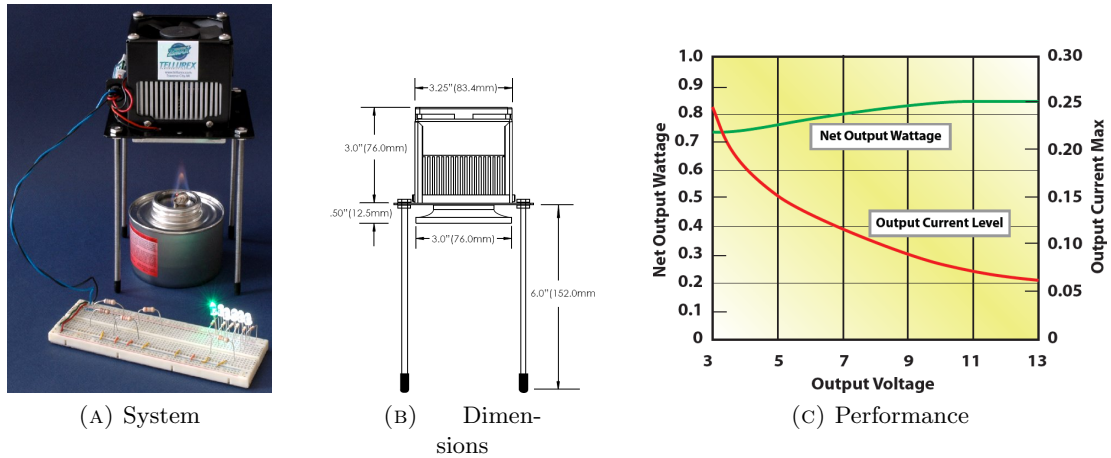 TELLUREX
3.25"(83.4mm)
3.0"(76.0mm)
.50"(12.5mm)
3.0"(76.0mm)
6.0"(152.0mm
1.0
0.9
0.8
0.7
0.6
0.5
0.4
0.3
0.2
0.1
0
Net Output Wattage
Net Output Wattage
Output Current Level
0.30
0.25
0.20
0.15
0.10
0.05
0
Output Current Max
3 5 7 9 11 13
Output Voltage
(A) System
(B) Dimen-
sions
(C) Performance